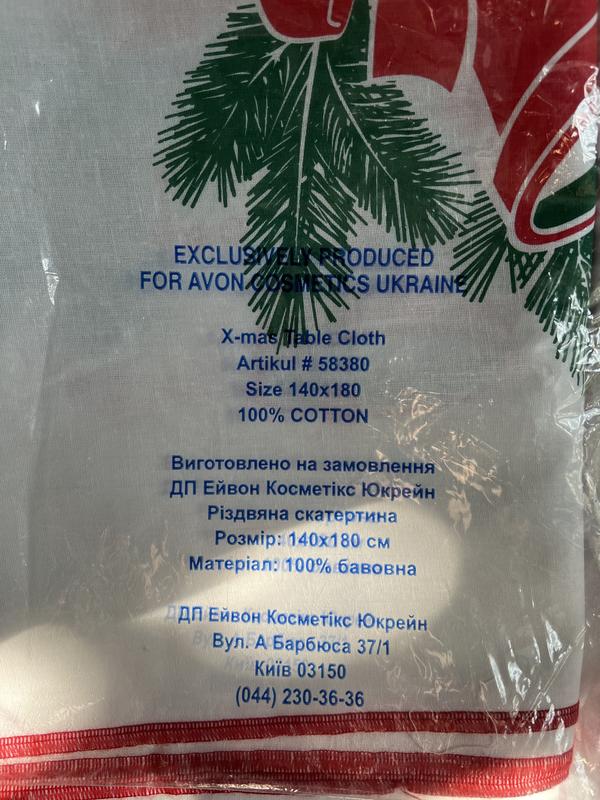 EXCLUSIVELY PRODUCED
FOR AVON COSMETICS UKRAINE
X-mas Table Cloth
Artikul # 58380
Size 140x180
100% COTTON
Виготовлено на замовлення
ДП Ейвон Косметікс Юкрейн
Різдвяна скатертина
Розмір: 140х180 см
Матеріал: 100% бавовна
ДДП Ейвон Косметікс Юкрейн
Вул. А Барбюса 37/1
Київ 03150
(044) 230-36-36